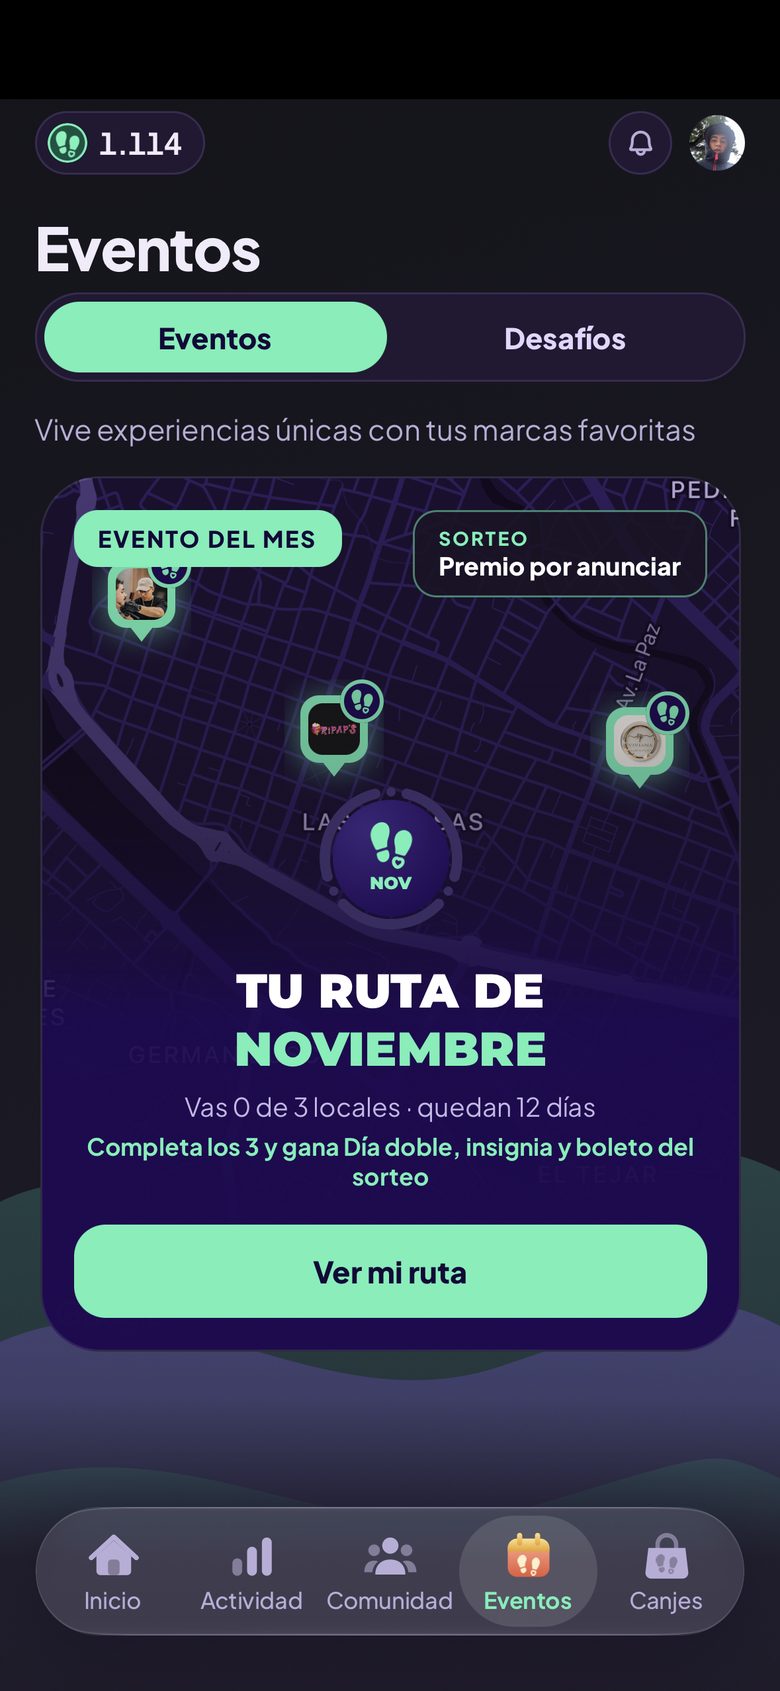 1.114
Eventos
Eventos
Desafíos
Vive experiencias únicas con tus marcas favoritas
EVENTO DEL MES
SORTEO
Premio por anunciar
Av. La Paz
NOV
TU RUTA DE
NOVIEMBRE
Vas 0 de 3 locales · quedan 12 días
Completa los 3 y gana Día doble, insignia y boleto del
sorteo
EL TEJAR
Ver mi ruta
Inicio
Actividad
Comunidad
Eventos
Canjes